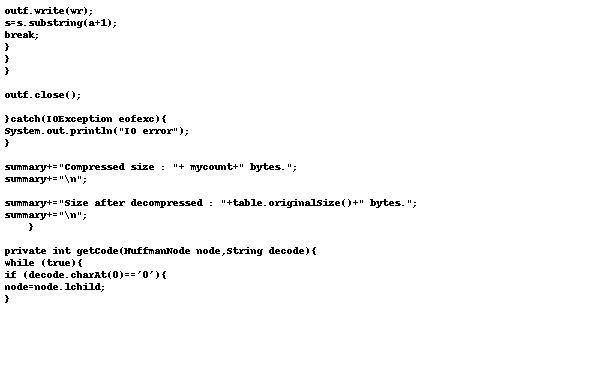 outf.write(wr);
s=s.substring(a+1);
break;
}
}
}
outf.close();
}catch(IOException eofexc){
System.out.println("IO error");
}
summary+="Compressed size : "+ mycount+" bytes.";
summary+="\n";
summary+="Size after decompressed : "+table.originalSize()+" bytes.";
summary+="\n";
}
private int getCode(HuffmanNode node,String decode){
while (true){
if (decode.charAt(0)=='0'){
node=node.lchild;
}